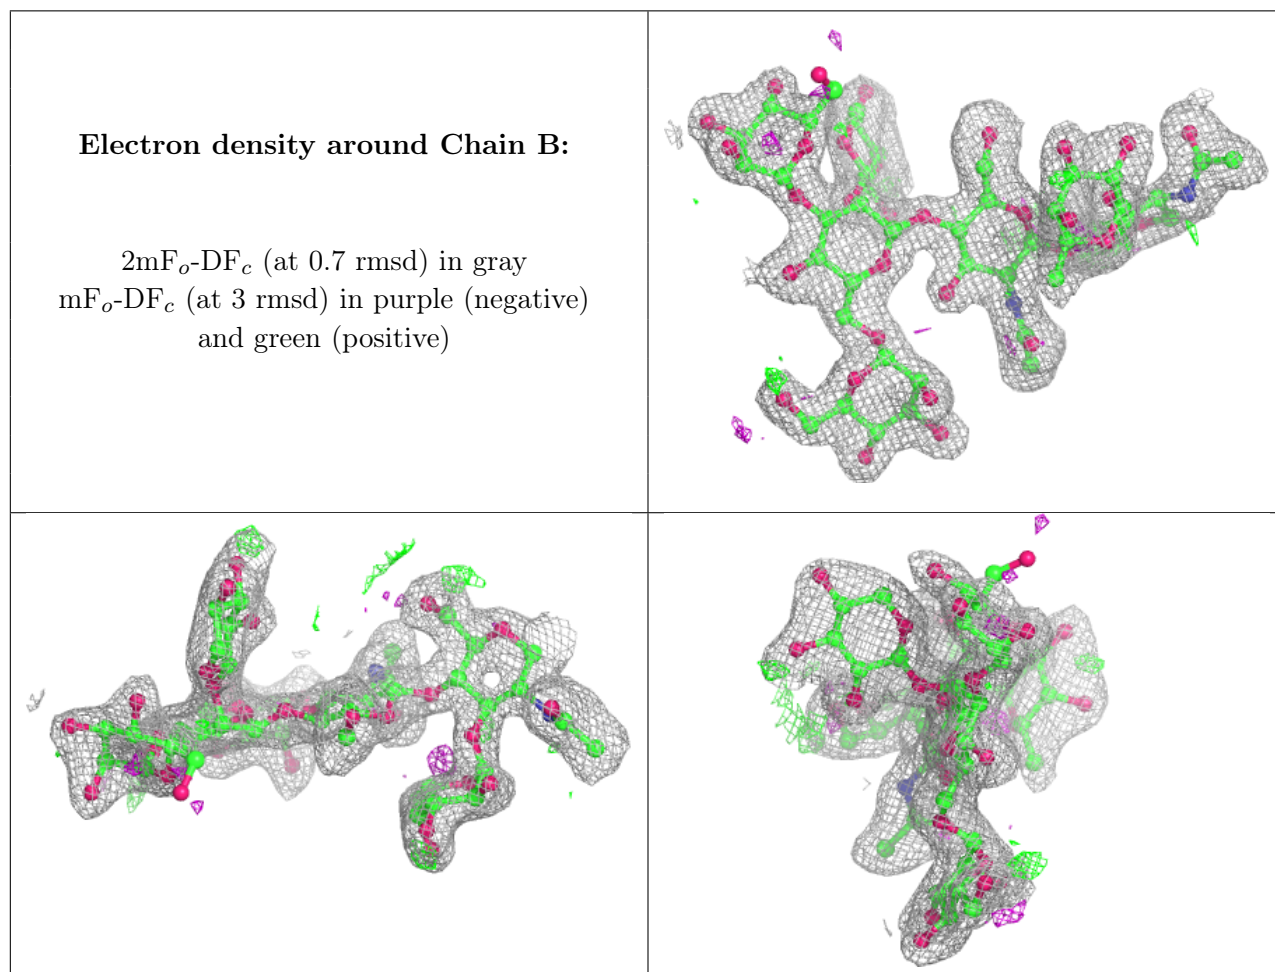 Electron density around Chain B:
2mFo-DFc (at 0.7 rmsd) in gray
mFo-DFc (at 3 rmsd) in purple (negative)
and green (positive)